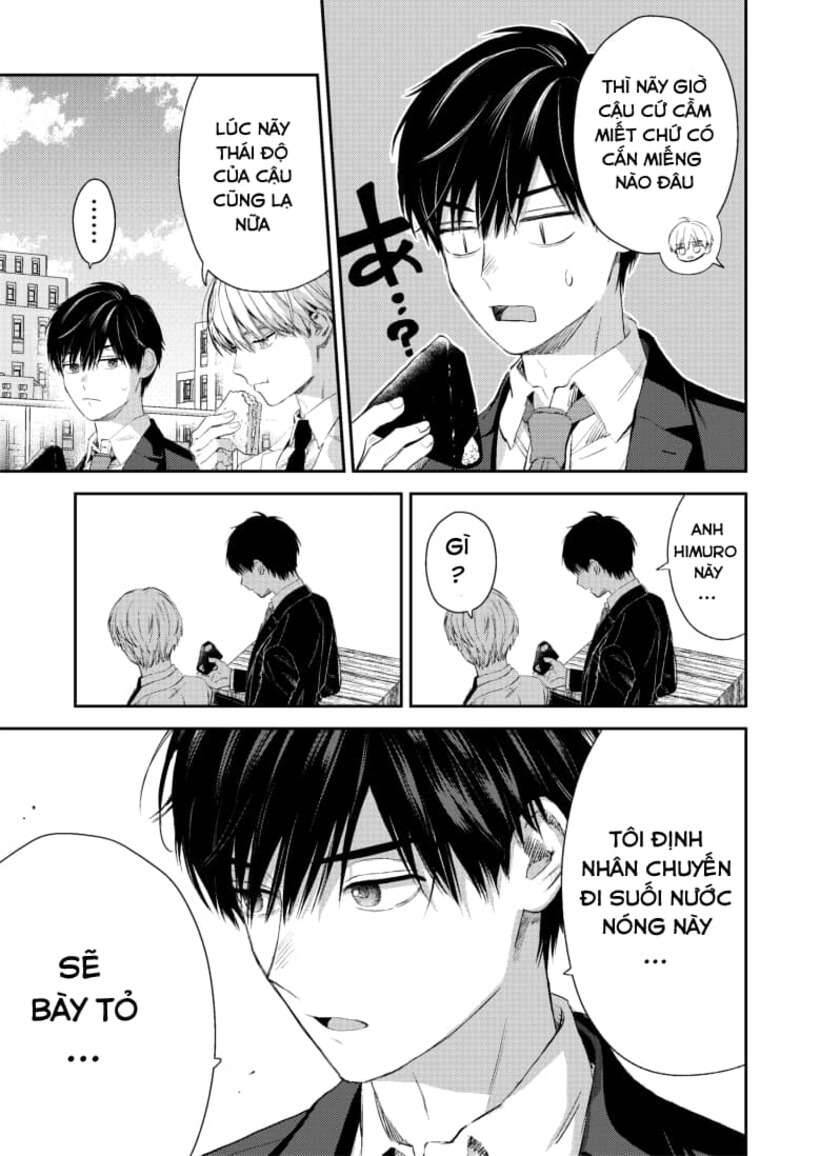 THÌ NÃY GIỜ
CẬU CỨ CẦM
MIẾT CHỨ CÓ
CẮN MIẾNG
NÀO ĐÂU
あ…?
LÚC NÃY
THÁI ĐỘ
CỦA CẬU
CŨNG LẠ
NỮA
.....
ANH
HIMURO
NÀY
...
GÌ
?
TÔI ĐỊNH
NHÂN CHUYẾN
ĐI SUỐI NƯỚC
NÓNG NÀY
...
SẼ
BÀY TỎ
...